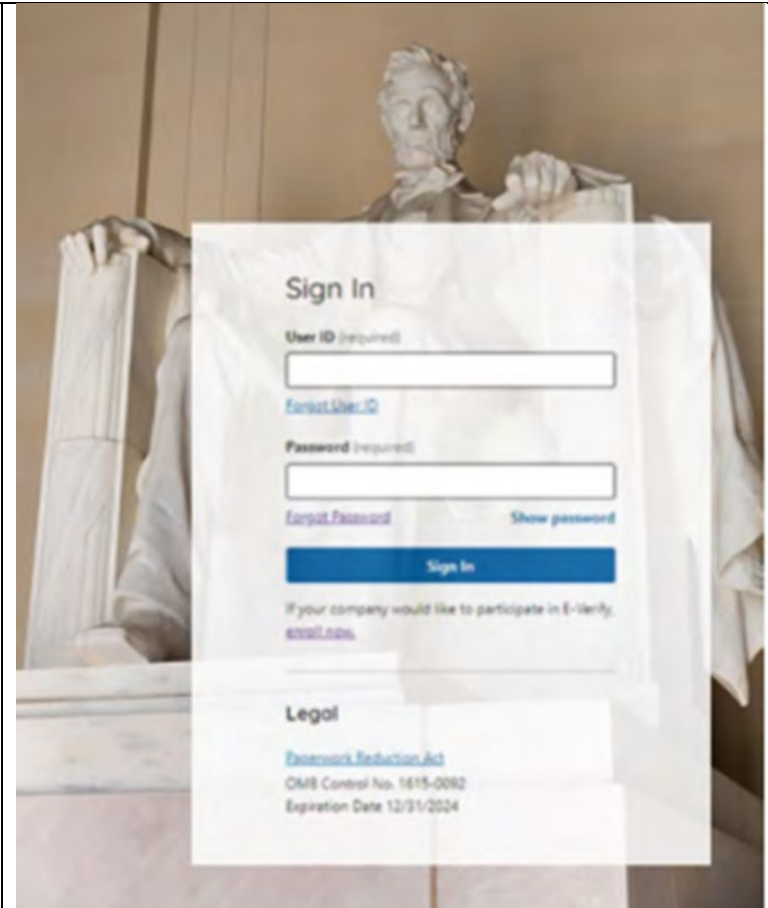 Sign In
User ID (required)
Forgot User ID
Password (required)
Forgot Password Show password
Sign In
If your company would like to participate in E-Verify,
enroll now.
Legal
Paperwork Reduction Act
OMB Control No. 1615-0092
Expiration Date 12/31/2024